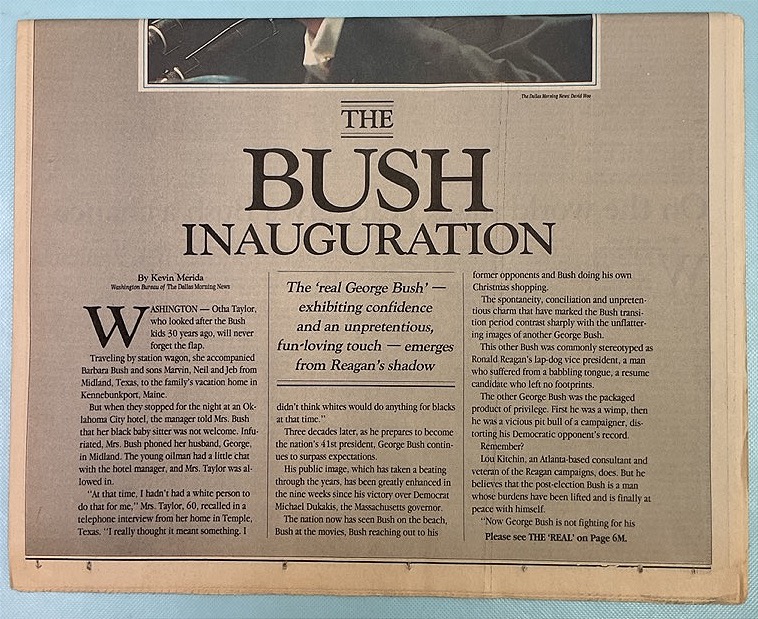 The Dallas Morning News: David Woo
THE
BUSH
INAUGURATION
By Kevin Merida
Washington Bureau of The Dallas Morning News
WASHINGTON — Otha Taylor,
who looked after the Bush
kids 30 years ago, will never
forget the flap.
Traveling by station wagon, she accompanied
Barbara Bush and sons Marvin, Neil and Jeb from
Midland, Texas, to the family's vacation home in
Kennebunkport, Maine.
But when they stopped for the night at an Ok-
lahoma City hotel, the manager told Mrs. Bush
that her black baby sitter was not welcome. Infu-
riated, Mrs. Bush phoned her husband, George,
in Midland. The young oilman had a little chat
with the hotel manager, and Mrs. Taylor was al-
lowed in.
"At that time, I hadn't had a white person to
do that for me," Mrs. Taylor, 60, recalled in a
telephone interview from her home in Temple,
Texas. "I really thought it meant something. I
The 'real George Bush' —
exhibiting confidence
and an unpretentious,
fun-loving touch — emerges
from Reagan's shadow
didn't think whites would do anything for blacks
at that time."
Three decades later, as he prepares to become
the nation's 41st president, George Bush contin-
ues to surpass expectations.
His public image, which has taken a beating
through the years, has been greatly enhanced in
the nine weeks since his victory over Democrat
Michael Dukakis, the Massachusetts governor.
The nation now has seen Bush on the beach,
Bush at the movies, Bush reaching out to his
former opponents and Bush doing his own
Christmas shopping.
The spontaneity, conciliation and unpreten-
tious charm that have marked the Bush transi-
tion period contrast sharply with the unflatter-
ing images of another George Bush.
This other Bush was commonly stereotyped as
Ronald Reagan's lap-dog vice president, a man
who suffered from a babbling tongue, a resume
candidate who left no footprints.
The other George Bush was the packaged
product of privilege. First he was a wimp, then
he was a vicious pit bull of a campaigner, dis-
torting his Democratic opponent's record.
Remember?
Lou Kitchin, an Atlanta-based consultant and
veteran of the Reagan campaigns, does. But he
believes that the post-election Bush is a man
whose burdens have been lifted and is finally at
peace with himself.
"Now George Bush is not fighting for his
Please see THE 'REAL' on Page 6M.